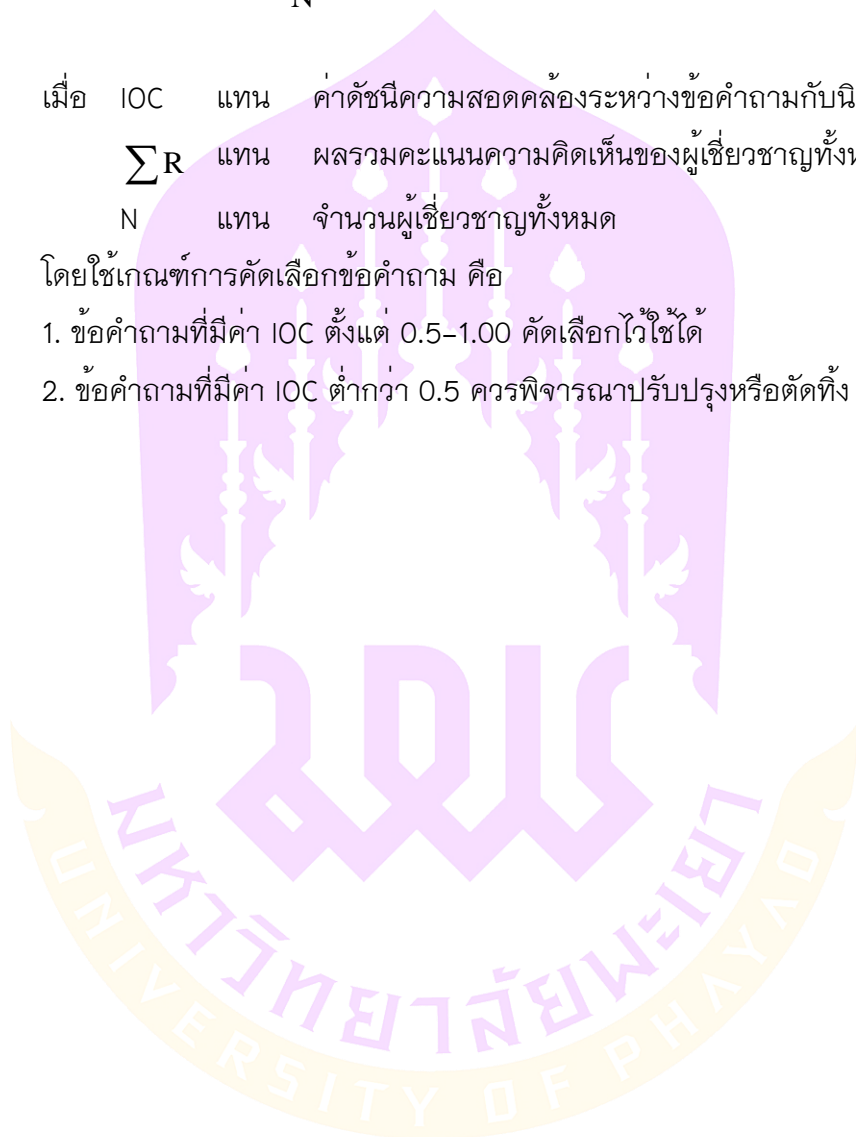 N
เมื่อ IOC แทน ค่าดัชนีความสอดคล้องระหว่างข้อคำถามกับนิ
∑R แทน ผลรวมคะแนนความคิดเห็นของผู้เชี่ยวชาญทั้งห
N แทน จำนวนผู้เชี่ยวชาญทั้งหมด
โดยใช้เกณฑ์การคัดเลือกข้อคำถาม คือ
1. ข้อคำถามที่มีค่า IOC ตั้งแต่ 0.5–1.00 คัดเลือกไว้ใช้ได้
2. ข้อคำถามที่มีค่า IOC ต่ำกว่า 0.5 ควรพิจารณาปรับปรุงหรือตัดทิ้ง
มหาวิทยาลัยพะเยา
UNIVERSITY OF PHAYAO